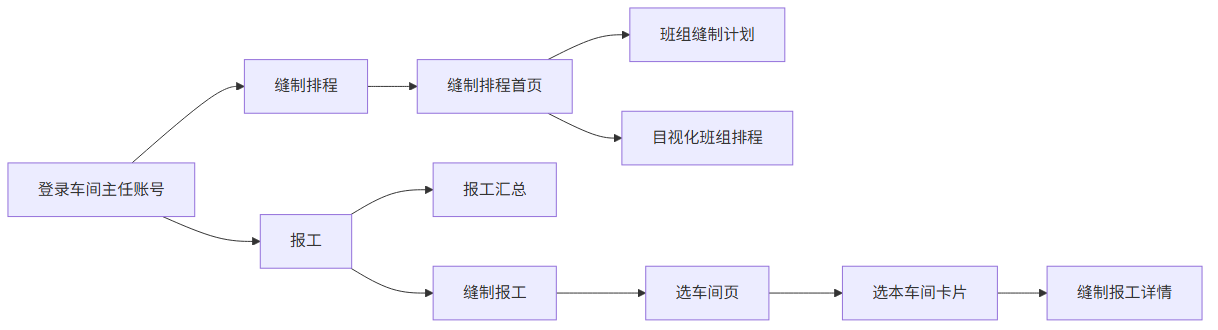 班组缝制计划
缝制排程
缝制排程首页
目视化班组排程
登录车间主任账号
报工汇总
报工
缝制报工
选车间页
选本车间卡片
缝制报工详情